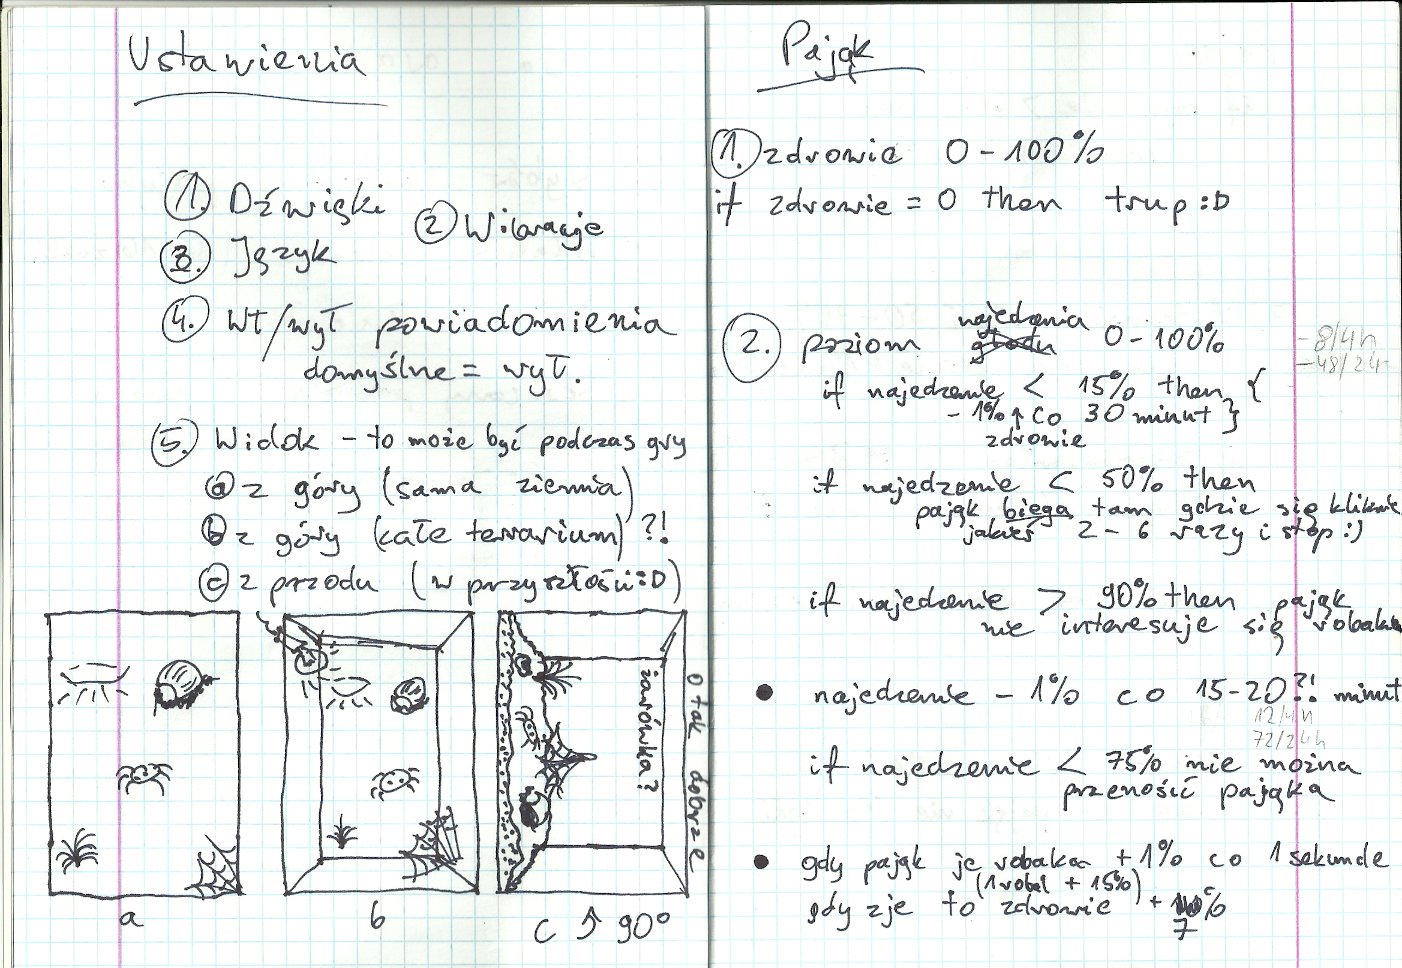 Ustawienia
1. Dźwięki
2 Wibracje
3. Język
4. Wł/wył powiadomienia
domyślne = wył.
5. Widok - to może być podczas gry
a z góry (sama ziemia)
b z góry (całe terrarium) ?!
c z przodu (w przyszłości :D)
żarówka?
o tak dobrze
a
b
c ↗ 90°
Pająk
1. zdrowie 0 - 100%
if zdrowie = 0 then trup :D
najedzenia
2. poziom głodu 0 - 100%
- 8/4h
- 48/24
if najedzenie < 15% then {
- 1% ↑ co 30 minut }
zdrowie
if najedzenie < 50% then
pająk biega tam gdzie się kliknie
jakieś 2 - 6 razy i stop :)
if najedzenie > 90% then pająk
nie interesuje się robakiem
● najedzenie - 1% co 15-20?! minut
12/4h
72/24h
if najedzenie < 75% nie można
przenosić pająka
● gdy pająk je robaka + 1% co 1 sekunde
(1 robal + 15%)
gdy zje to zdrowie + %
7